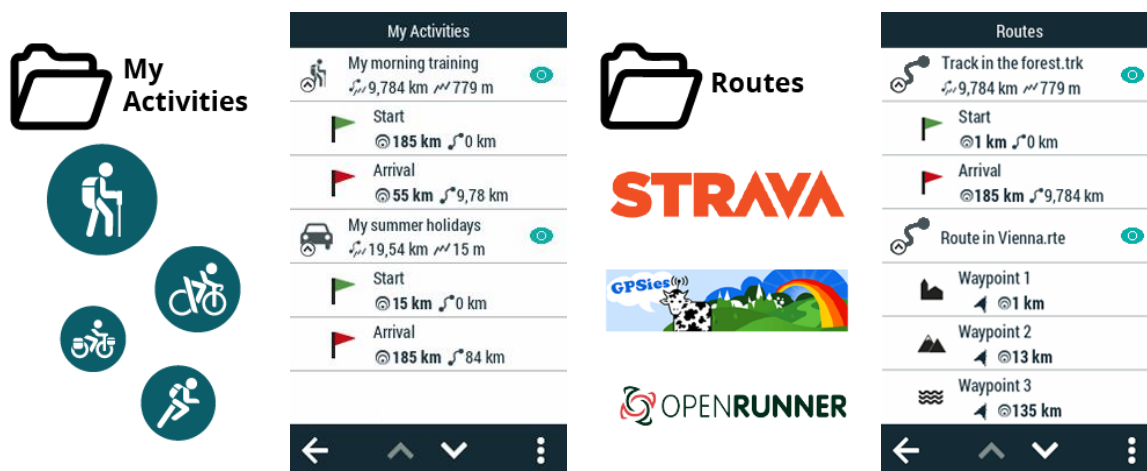 My
Activities
My Activities
My morning training
9,784 km 779 m
Start
185 km 0 km
Arrival
55 km 9,78 km
My summer holidays
19,54 km 15 m
Start
15 km 0 km
Arrival
185 km 84 km
Routes
STRAVA
GPSies
OPENRUNNER
Routes
Track in the forest.trk
9,784 km 779 m
Start
1 km 0 km
Arrival
185 km 9,784 km
Route in Vienna.rte
Waypoint 1
1 km
Waypoint 2
13 km
Waypoint 3
135 km